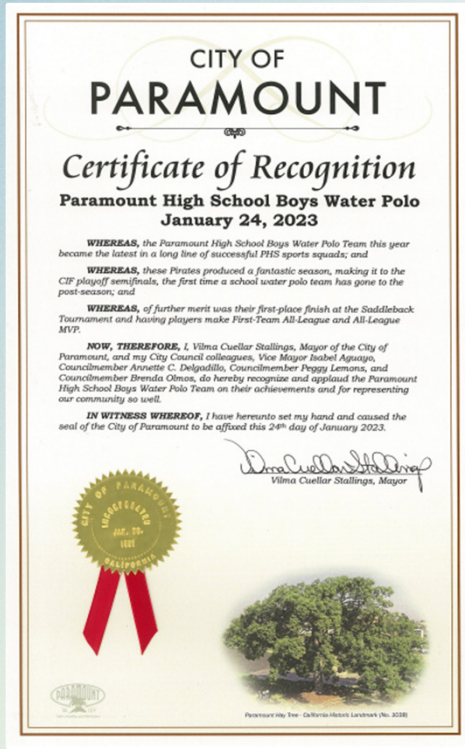 CITY OF
PARAMOUNT
Certificate of Recognition
Paramount High School Boys Water Polo
January 24, 2023
WHEREAS, the Paramount High School Boys Water Polo Team this year
became the latest in a long line of successful PHS sports squads; and
WHEREAS, these Pirates produced a fantastic season, making it to the
CIF playoff semifinals, the first time a school water polo team has gone to the
post-season; and
WHEREAS, of further merit was their first-place finish at the Saddleback
Tournament and having players make First-Team All-League and All-League
MVP.
NOW, THEREFORE, I, Vilma Cuellar Stallings, Mayor of the City of
Paramount, and my City Council colleagues, Vice Mayor Isabel Aguayo,
Councilmember Annette C. Delgadillo, Councilmember Peggy Lemons, and
Councilmember Brenda Olmos, do hereby recognize and applaud the Paramount
High School Boys Water Polo Team on their achievements and for representing
our community so well.
IN WITNESS WHEREOF, I have hereunto set my hand and caused the
seal of the City of Paramount to be affixed this 24th day of January 2023.
Vilma Cuellar Stallings
Vilma Cuellar Stallings, Mayor
CITY OF PARAMOUNT
INCORPORATED
JAN. 30,
1957
CALIFORNIA
PARAMOUNT
Paramount Hay Tree - California Historic Landmark (No. 1038)